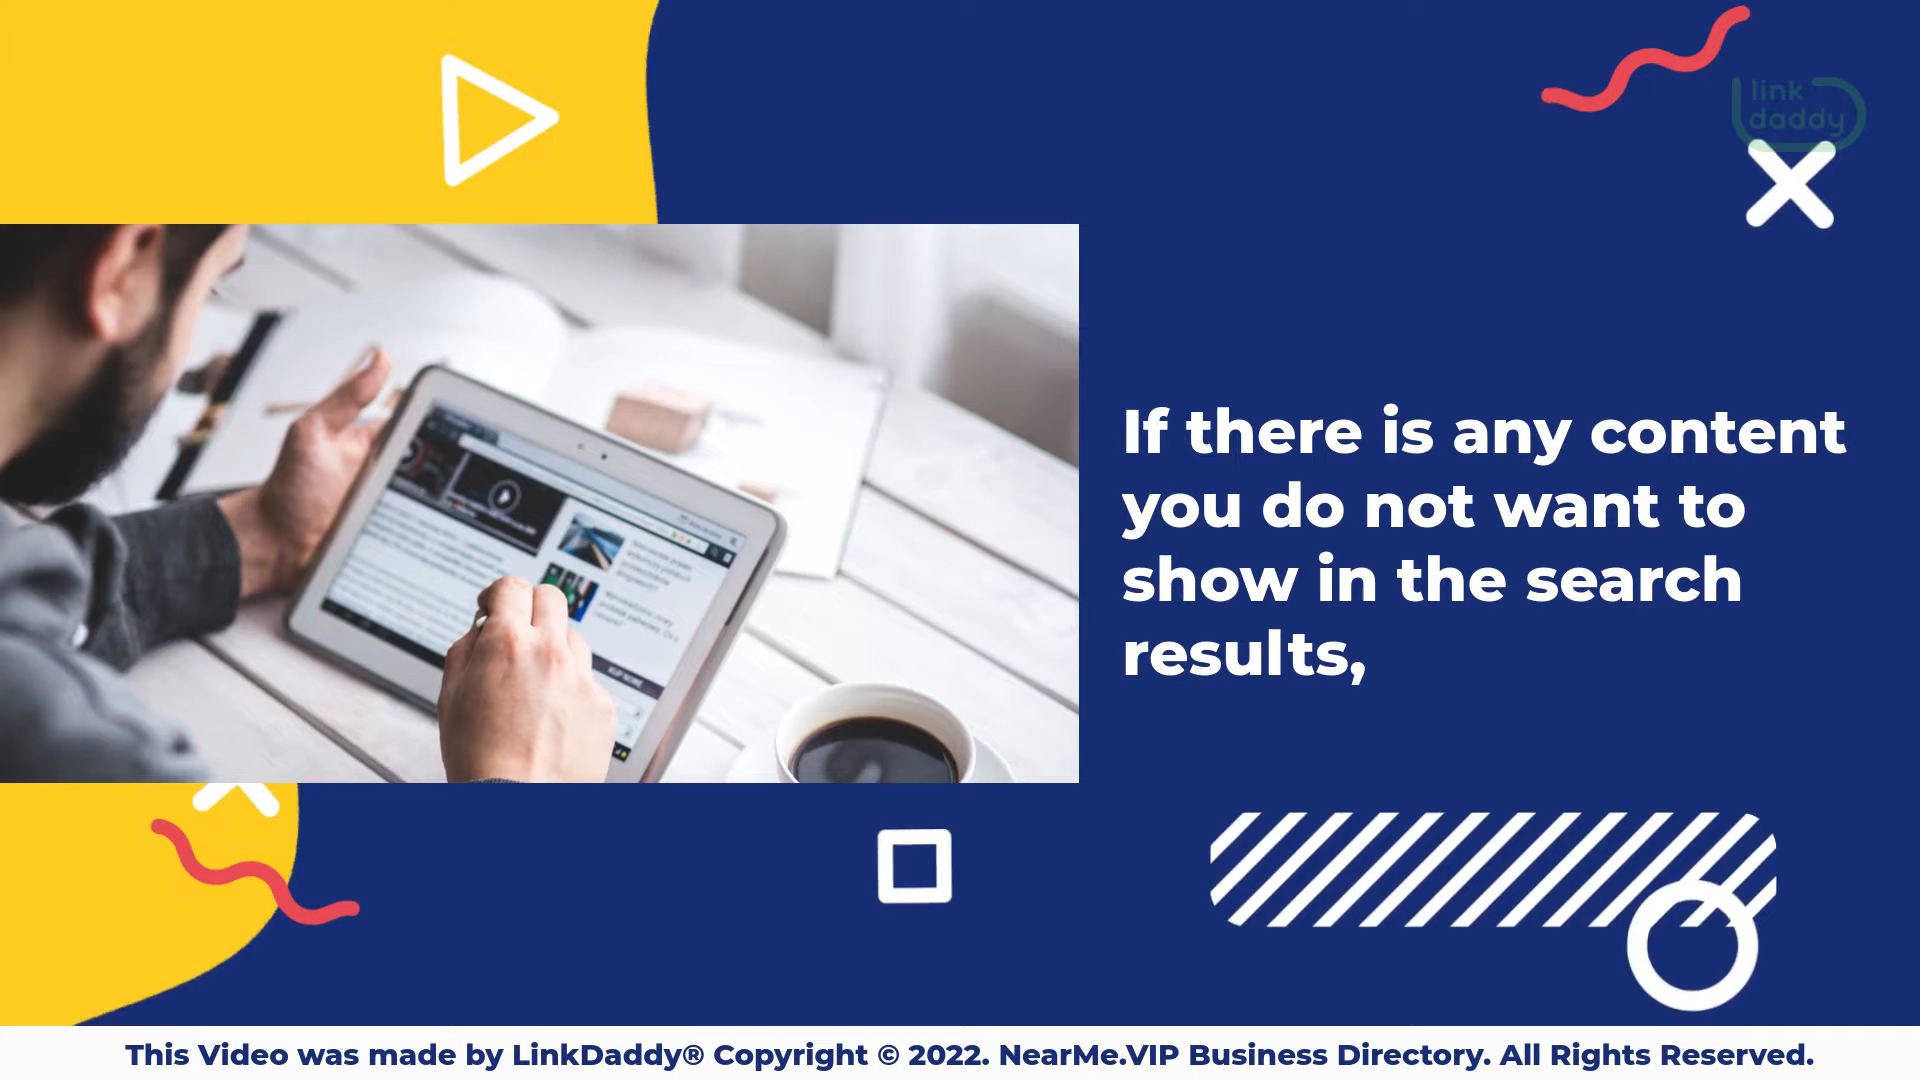 link
daddy
If there is any content
you do not want to
show in the search
results,
This Video was made by LinkDaddy® Copyright © 2022. NearMe.VIP Business Directory. All Rights Reserved.